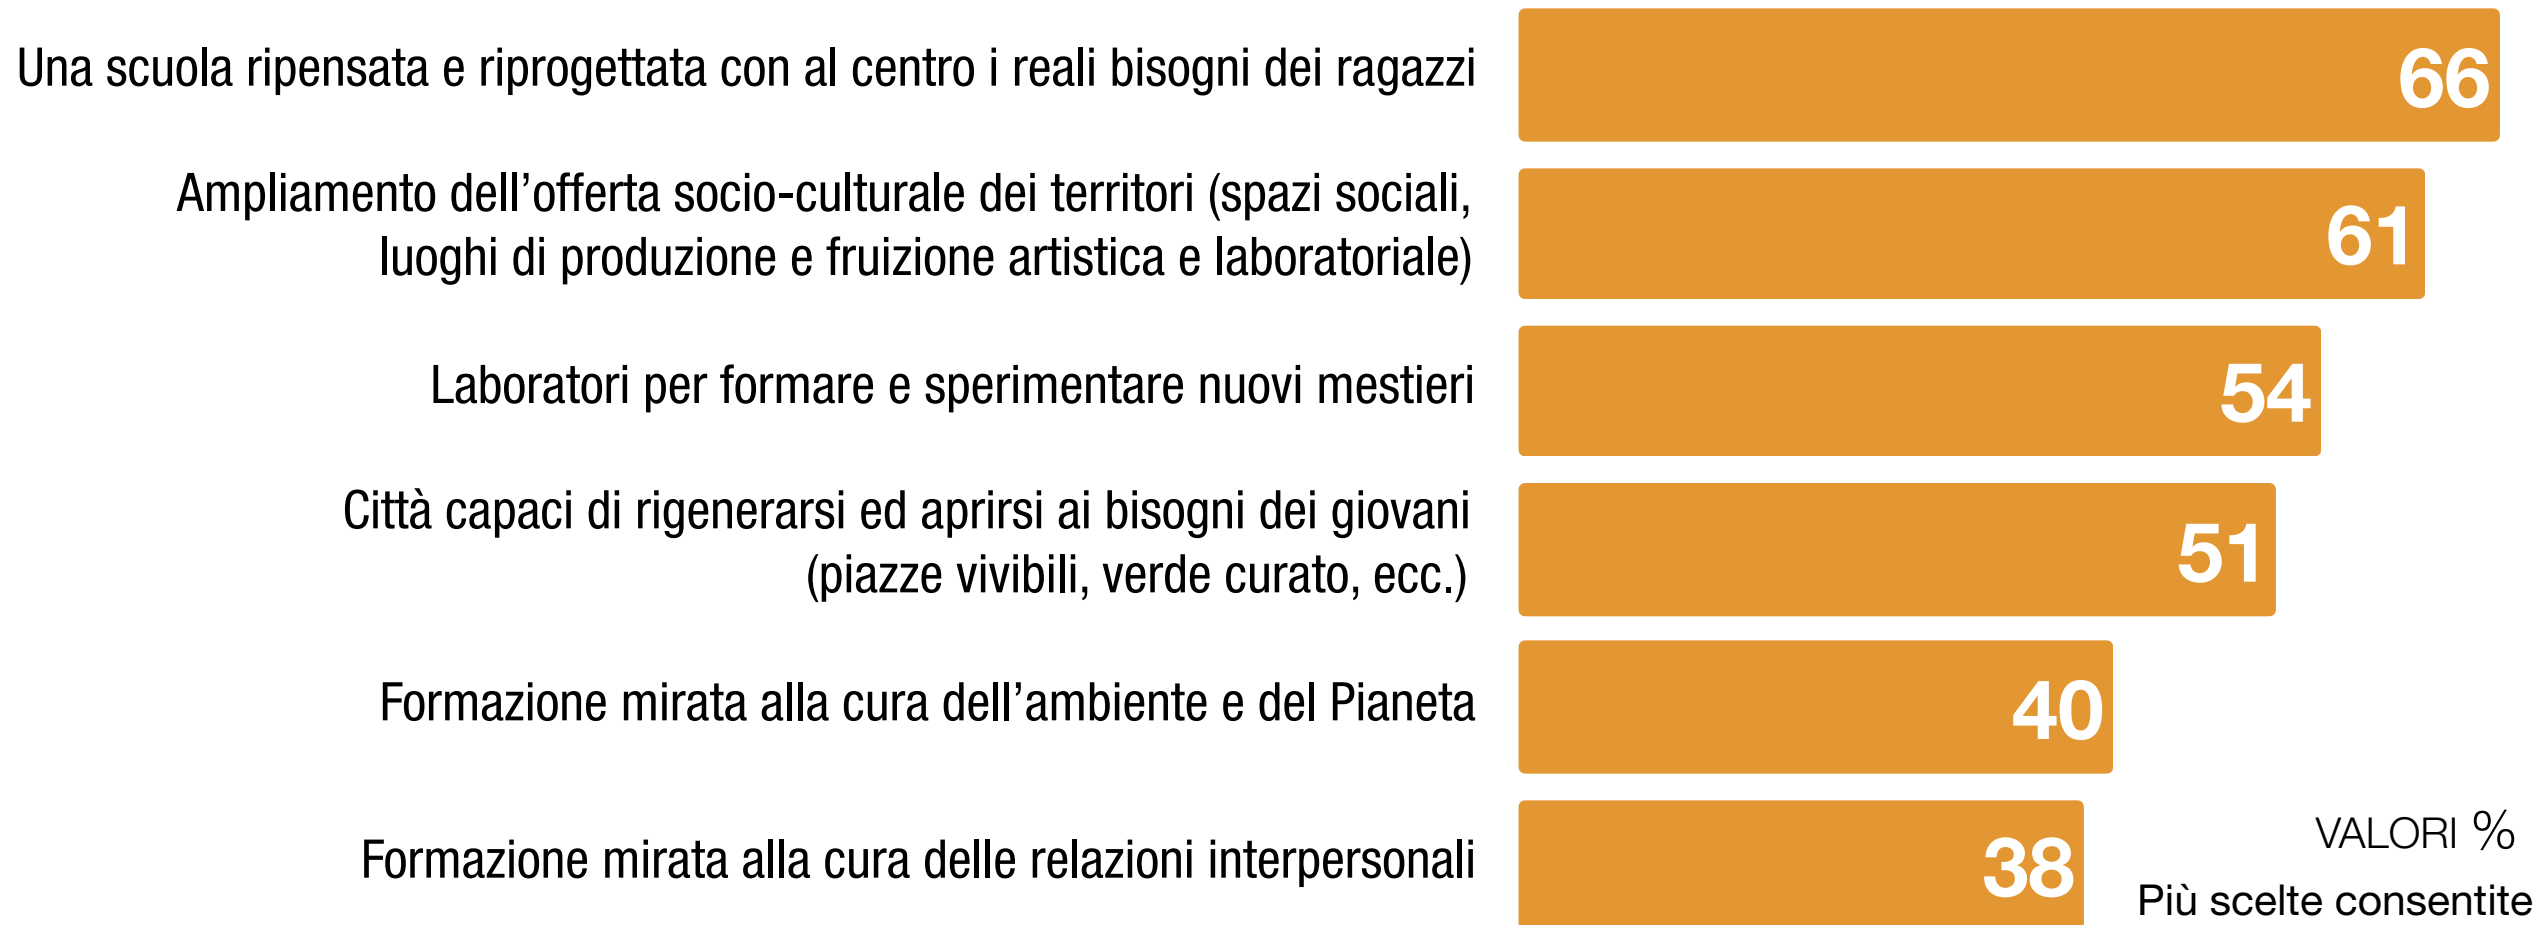 Una scuola ripensata e riprogettata con al centro i reali bisogni dei ragazzi
66
Ampliamento dell’offerta socio-culturale dei territori (spazi sociali,
luoghi di produzione e fruizione artistica e laboratoriale)
61
Laboratori per formare e sperimentare nuovi mestieri
54
Città capaci di rigenerarsi ed aprirsi ai bisogni dei giovani
(piazze vivibili, verde curato, ecc.)
51
Formazione mirata alla cura dell’ambiente e del Pianeta
40
Formazione mirata alla cura delle relazioni interpersonali
38
VALORI %
Più scelte consentite